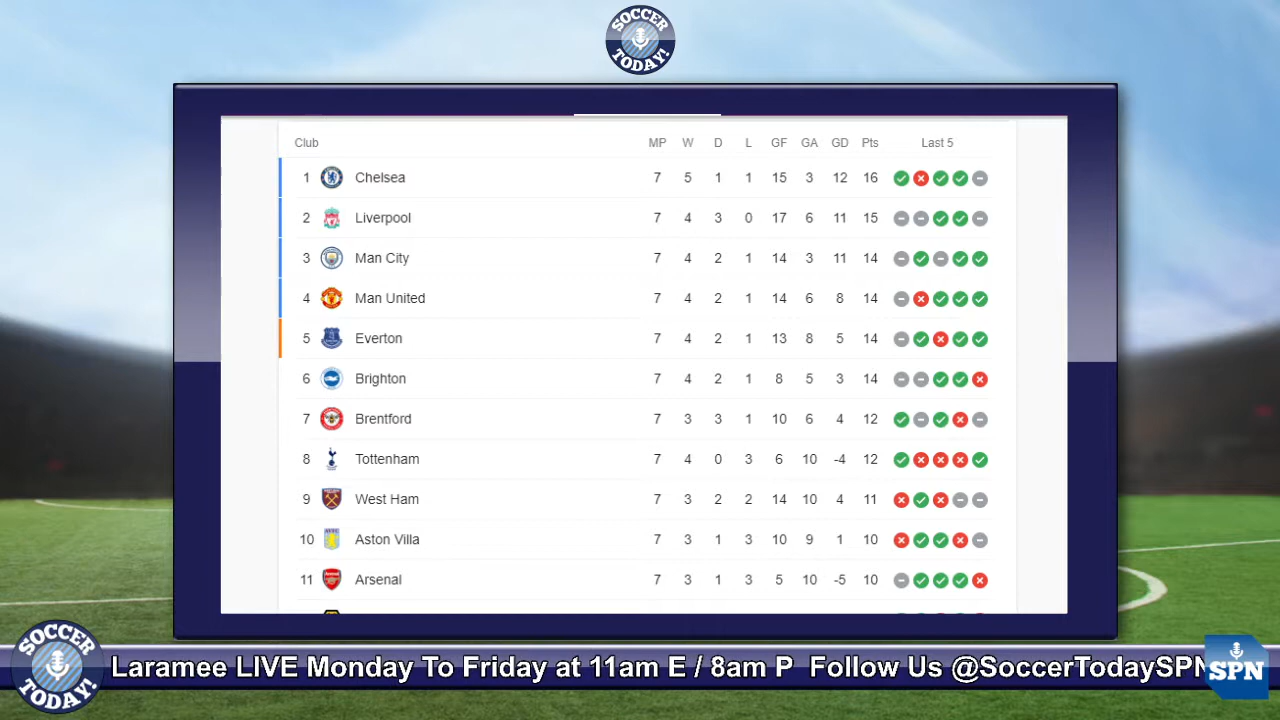 SOCCER
TODAY!
Club MP W D L GF GA GD Pts Last 5
1 Chelsea 7 5 1 1 15 3 12 16
2 Liverpool 7 4 3 0 17 6 11 15
3 Man City 7 4 2 1 14 3 11 14
4 Man United 7 4 2 1 14 6 8 14
5 Everton 7 4 2 1 13 8 5 14
6 Brighton 7 4 2 1 8 5 3 14
7 Brentford 7 3 3 1 10 6 4 12
8 Tottenham 7 4 0 3 6 10 -4 12
9 West Ham 7 3 2 2 14 10 4 11
10 Aston Villa 7 3 1 3 10 9 1 10
11 Arsenal 7 3 1 3 5 10 -5 10
SOCCER
TODAY!
Laramee LIVE Monday To Friday at 11am E / 8am P Follow Us @SoccerTodaySPN
SPN